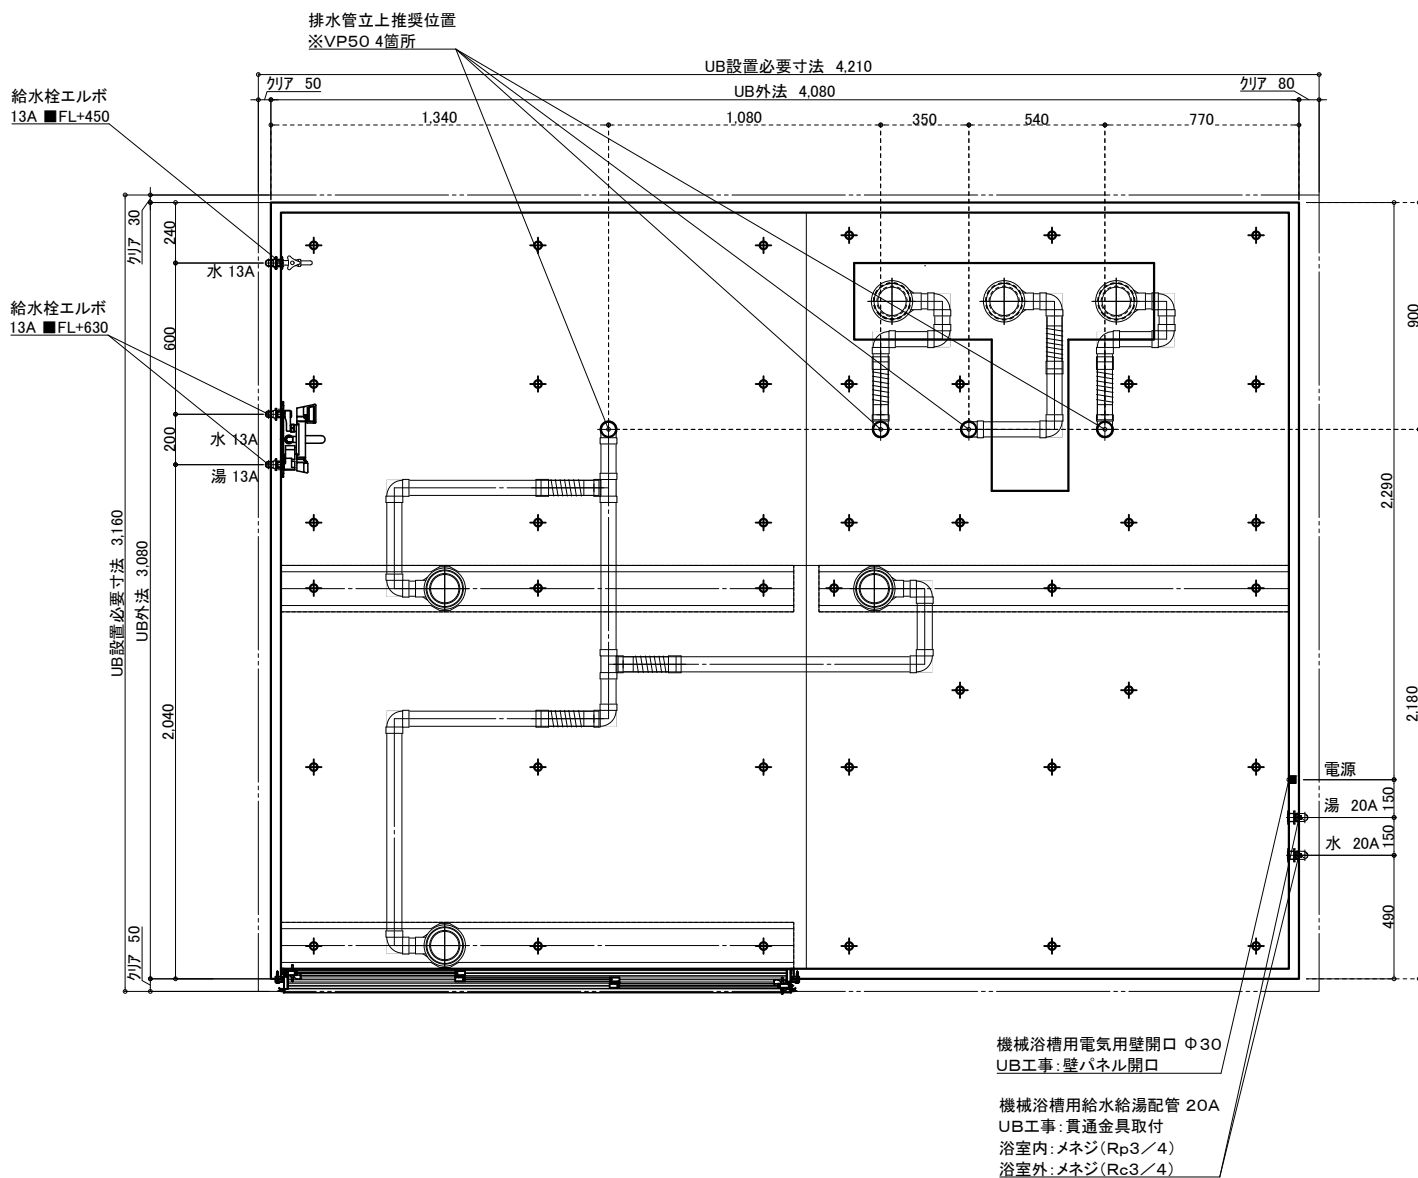 排水管立上推奨位置
※VP50 4箇所
UB設置必要寸法 4,210
クリア 50
UB外法 4,080
クリア 80
給水栓エルボ
13A ■FL+450
1,340
1,080
350
540
770
クリア 30
240
水 13A
給水栓エルボ
13A ■FL+630
600
900
200
水 13A
湯 13A
2,290
UB設置必要寸法 3,160
UB外法 3,080
2,040
2,180
電源
150
湯 20A
150
水 20A
490
クリア 50
機械浴槽用電気用壁開口 Φ30
UB工事:壁パネル開口
機械浴槽用給水給湯配管 20A
UB工事:貫通金具取付
浴室内:メネジ(Rp3/4)
浴室外:メネジ(Rc3/4)